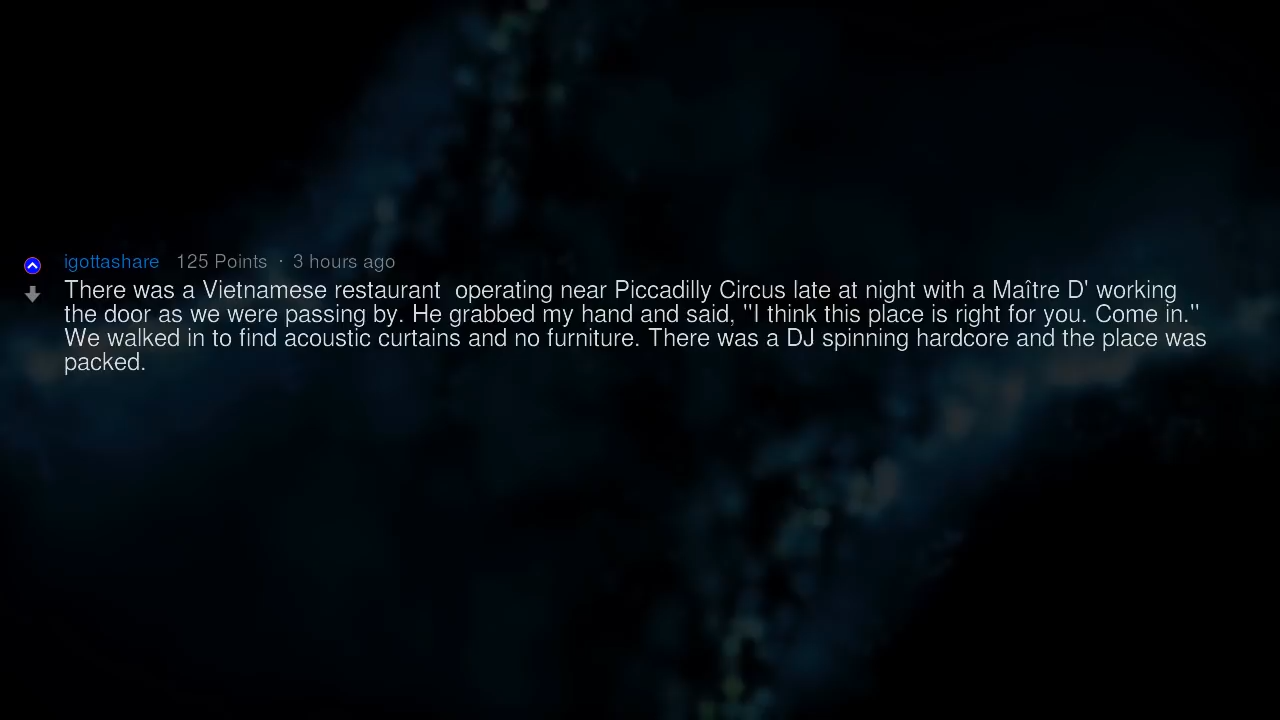 igottashare 125 Points · 3 hours ago
There was a Vietnamese restaurant  operating near Piccadilly Circus late at night with a Maître D' working
the door as we were passing by. He grabbed my hand and said, "I think this place is right for you. Come in."
We walked in to find acoustic curtains and no furniture. There was a DJ spinning hardcore and the place was
packed.